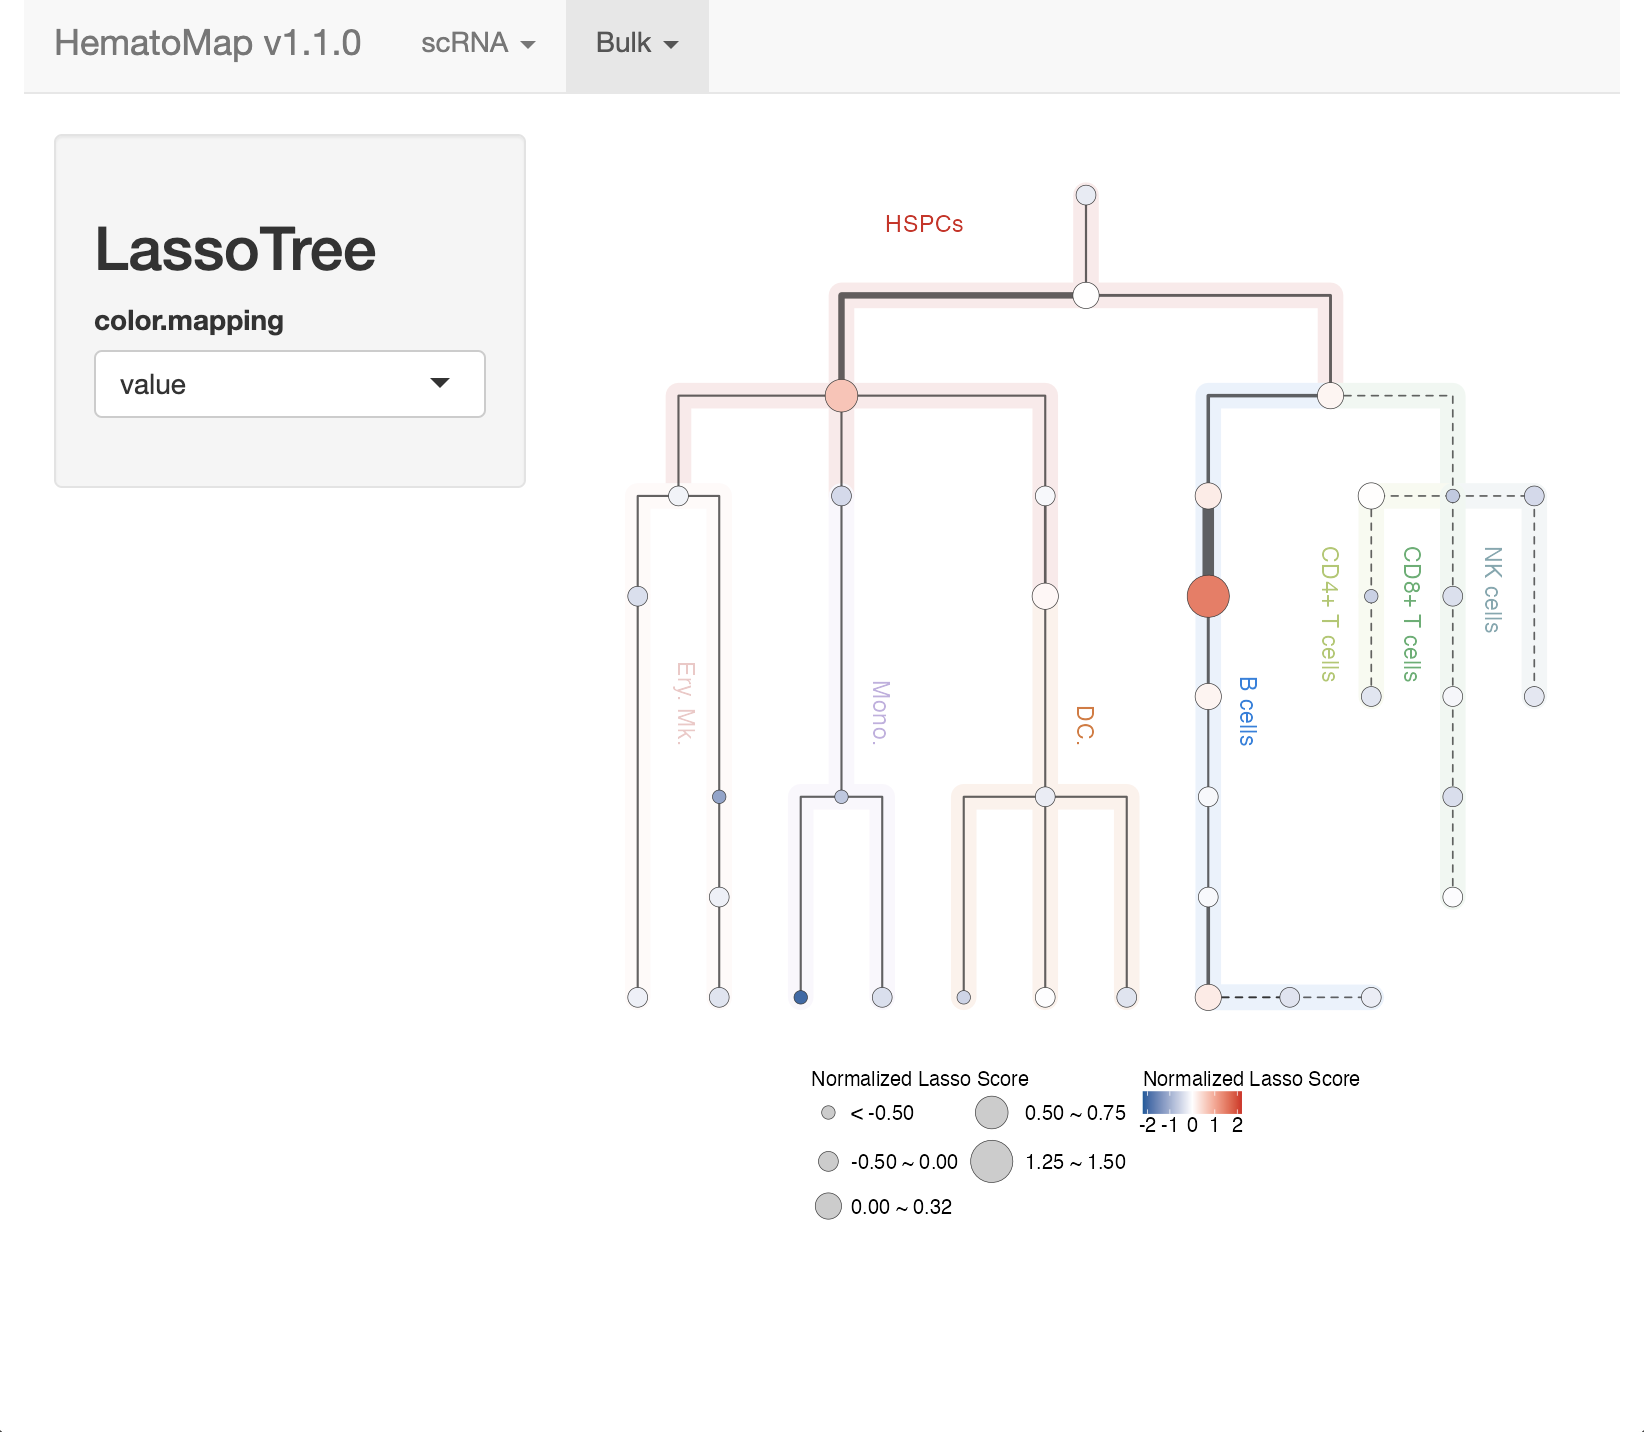 HematoMap v1.1.0
scRNA
Bulk
LassoTree
color.mapping
value
HSPCs
Ery. Mk.
Mono.
DC.
B cells
CD4+ T cells
CD8+ T cells
NK cells
Normalized Lasso Score
< -0.50
-0.50 ~ 0.00
0.00 ~ 0.32
0.50 ~ 0.75
1.25 ~ 1.50
Normalized Lasso Score
-2 -1 0 1 2